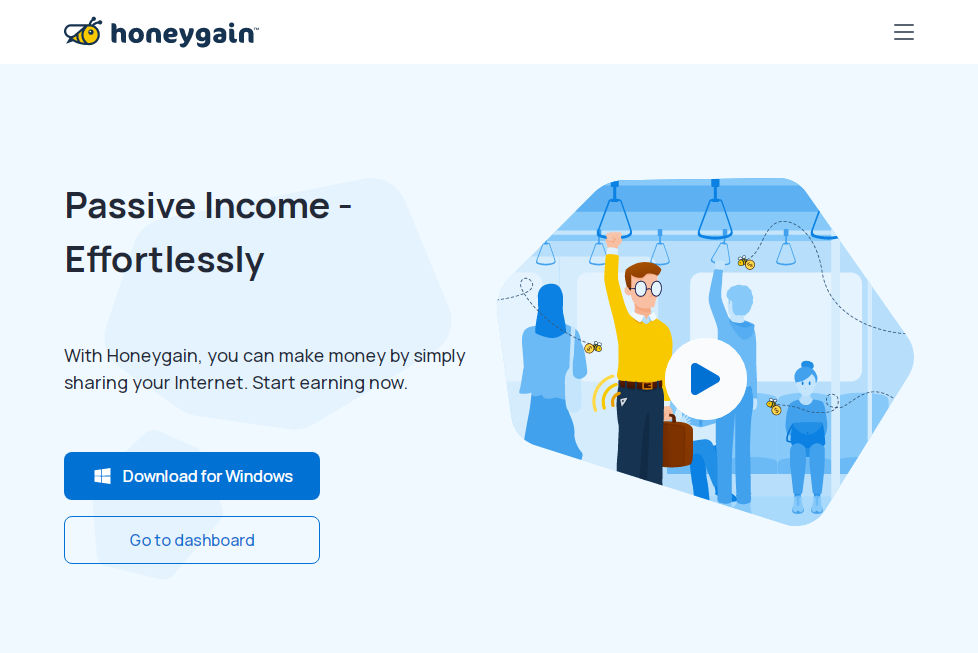 honeygain™
Passive Income -
Effortlessly
With Honeygain, you can make money by simply
sharing your Internet. Start earning now.
Download for Windows
Go to dashboard